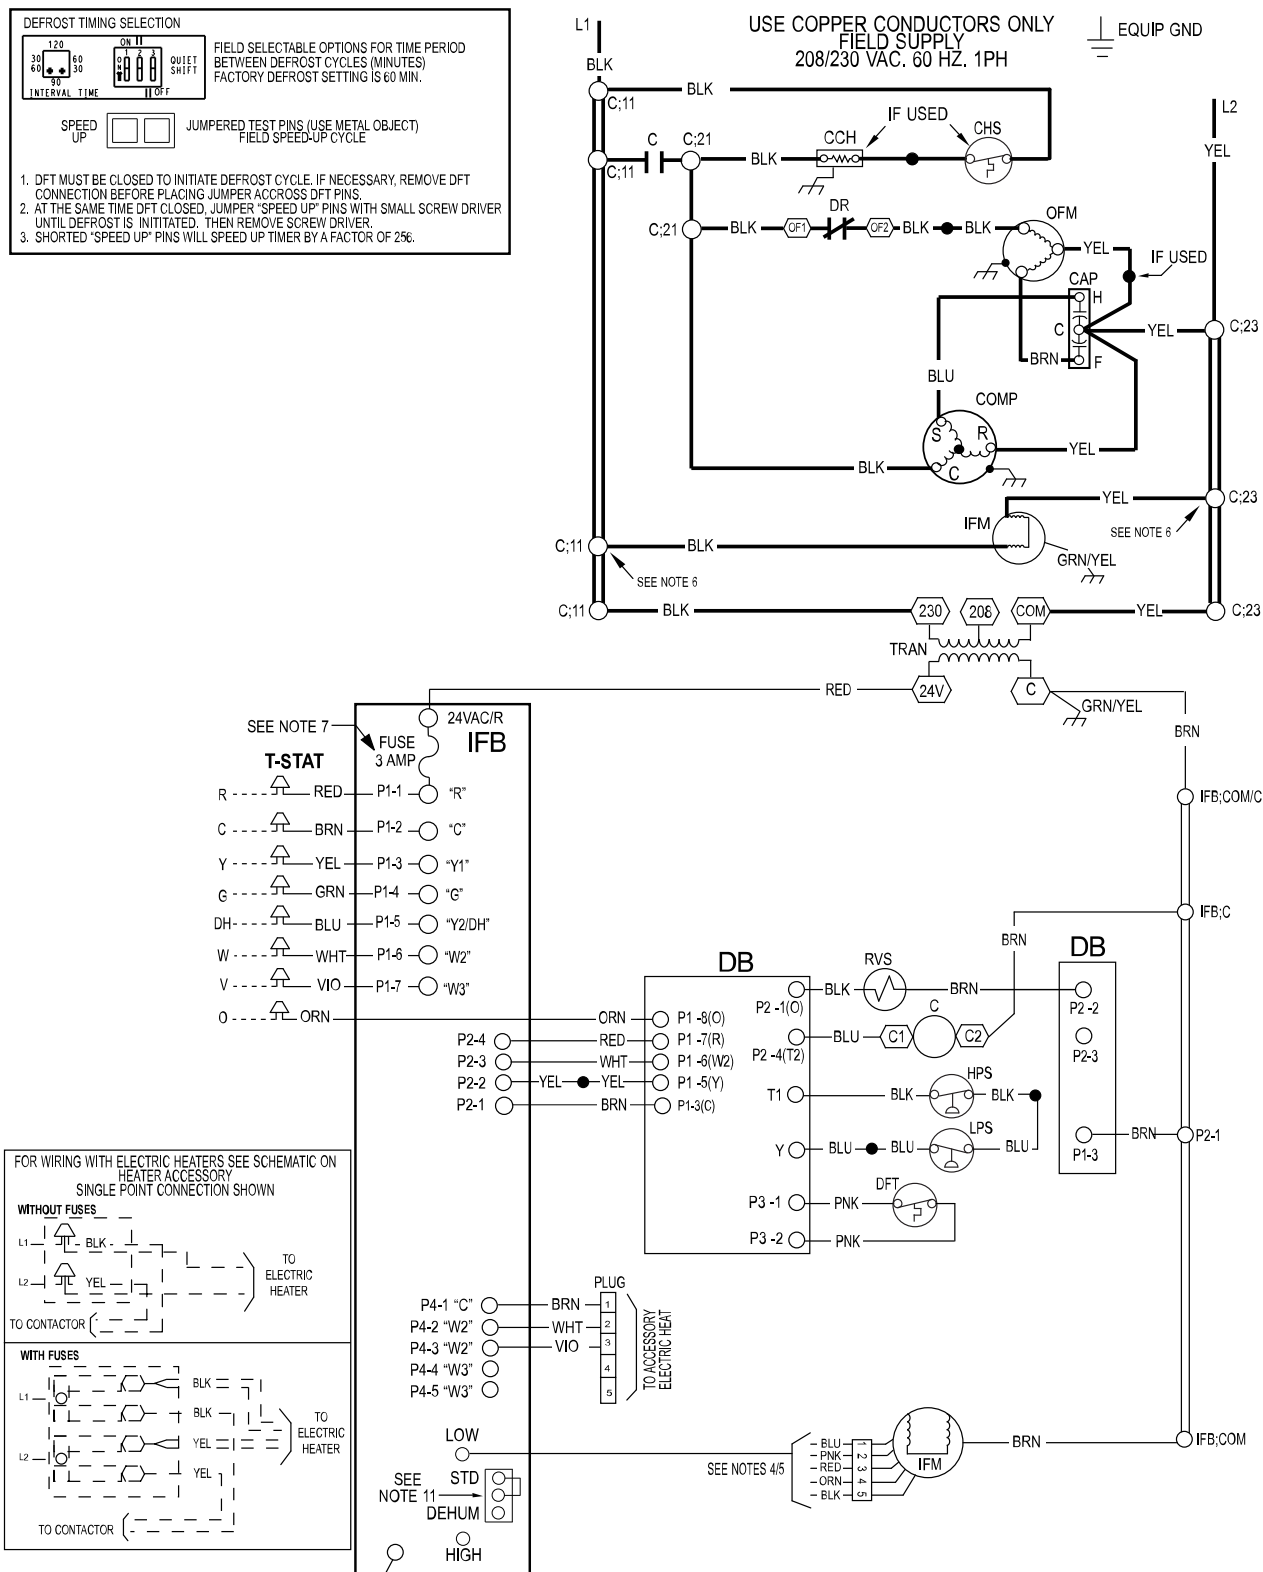 DEFROST TIMING SELECTION
120
30
60
60
30
90
INTERVAL TIME
ON
1 2 3
O
N
OFF
QUIET
SHIFT
FIELD SELECTABLE OPTIONS FOR TIME PERIOD
BETWEEN DEFROST CYCLES (MINUTES)
FACTORY DEFROST SETTING IS 60 MIN.
SPEED
UP
JUMPERED TEST PINS (USE METAL OBJECT)
FIELD SPEED-UP CYCLE
1. DFT MUST BE CLOSED TO INITIATE DEFROST CYCLE. IF NECESSARY, REMOVE DFT
CONNECTION BEFORE PLACING JUMPER ACCROSS DFT PINS.
2. AT THE SAME TIME DFT CLOSED, JUMPER "SPEED UP" PINS WITH SMALL SCREW DRIVER
UNTIL DEFROST IS INITITATED. THEN REMOVE SCREW DRIVER.
3. SHORTED "SPEED UP" PINS WILL SPEED UP TIMER BY A FACTOR OF 256.
L1
USE COPPER CONDUCTORS ONLY
FIELD SUPPLY
208/230 VAC. 60 HZ. 1PH
EQUIP GND
BLK
C;11
BLK
L2
IF USED
C
C;21
CCH
CHS
C;11
BLK
YEL
DR
OFM
C;21
BLK
OF1
OF2
BLK
BLK
YEL
IF USED
CAP
H
C
YEL
C;23
BRN
F
BLU
COMP
S
R
C
YEL
BLK
YEL
C;23
IFM
SEE NOTE 6
C;11
BLK
GRN/YEL
SEE NOTE 6
C;11
BLK
230
208
COM
YEL
C;23
TRAN
RED
24V
C
GRN/YEL
BRN
24VAC/R
SEE NOTE 7
FUSE
3 AMP
IFB
T-STAT
R
RED
P1-1
"R"
IFB;COM/C
C
BRN
P1-2
"C"
Y
YEL
P1-3
"Y1"
G
GRN
P1-4
"G"
DH
BLU
P1-5
"Y2/DH"
W
WHT
P1-6
"W2"
V
VIO
P1-7
"W3"
O
ORN
IFB;C
BRN
DB
RVS
DB
P2 -1(O)
BLK
BRN
P2 -2
C
P2 -4(T2)
BLU
C1
C2
P2-3
ORN
P1 -8(O)
P2-4
RED
P1 -7(R)
P2-3
WHT
P1 -6(W2)
P2-2
YEL
YEL
P1 -5(Y)
P2-1
BRN
P1-3(C)
HPS
T1
BLK
BLK
LPS
Y
BLU
BLU
BLU
BRN
P2-1
P1-3
DFT
P3 -1
PNK
P3 -2
PNK
FOR WIRING WITH ELECTRIC HEATERS SEE SCHEMATIC ON
HEATER ACCESSORY
SINGLE POINT CONNECTION SHOWN
WITHOUT FUSES
L1
BLK
L2
YEL
TO
ELECTRIC
HEATER
TO CONTACTOR
WITH FUSES
L1
BLK
BLK
L2
YEL
YEL
TO
ELECTRIC
HEATER
TO CONTACTOR
PLUG
P4-1 "C"
BRN
1
P4-2 "W2"
WHT
2
P4-3 "W2"
VIO
3
P4-4 "W3"
4
P4-5 "W3"
5
TO ACCESSORY
ELECTRIC HEAT
LOW
SEE NOTES 4/5
BLU
1
PNK
2
RED
3
ORN
4
BLK
5
IFM
BRN
IFB;COM
SEE
NOTE 11
STD
DEHUM
HIGH